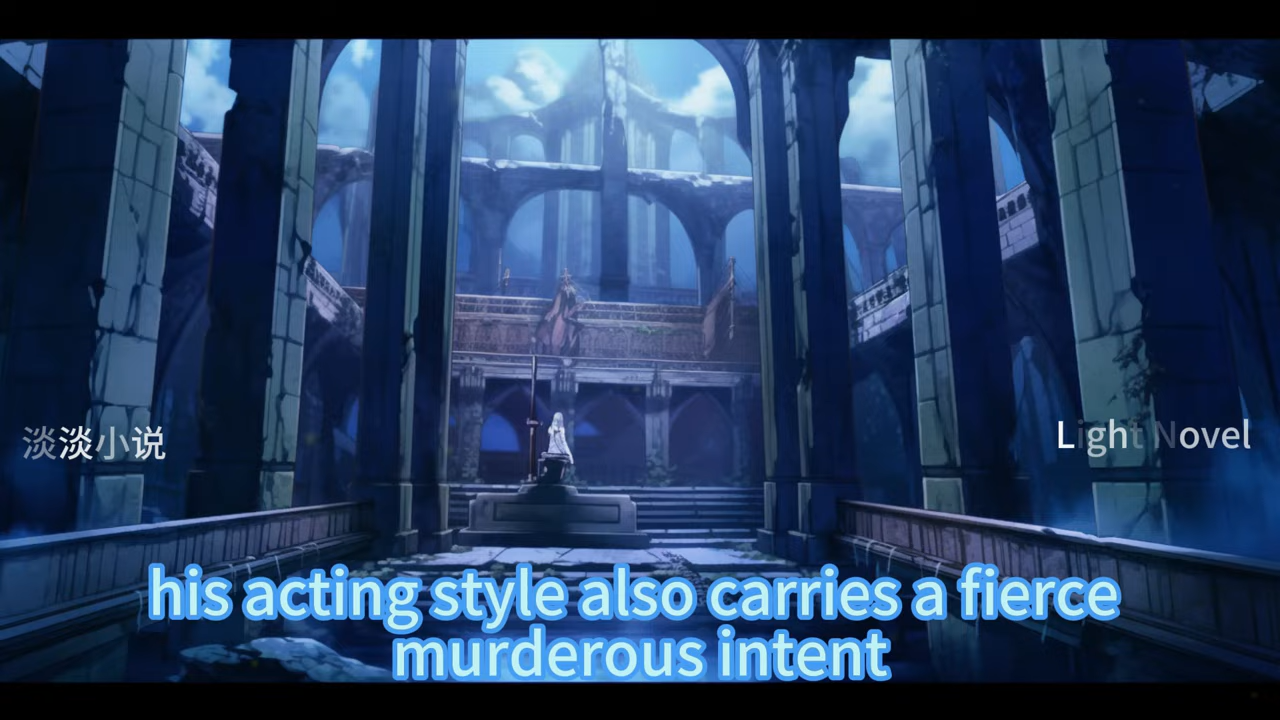 淡淡小说
Light Novel
his acting style also carries a fierce
murderous intent